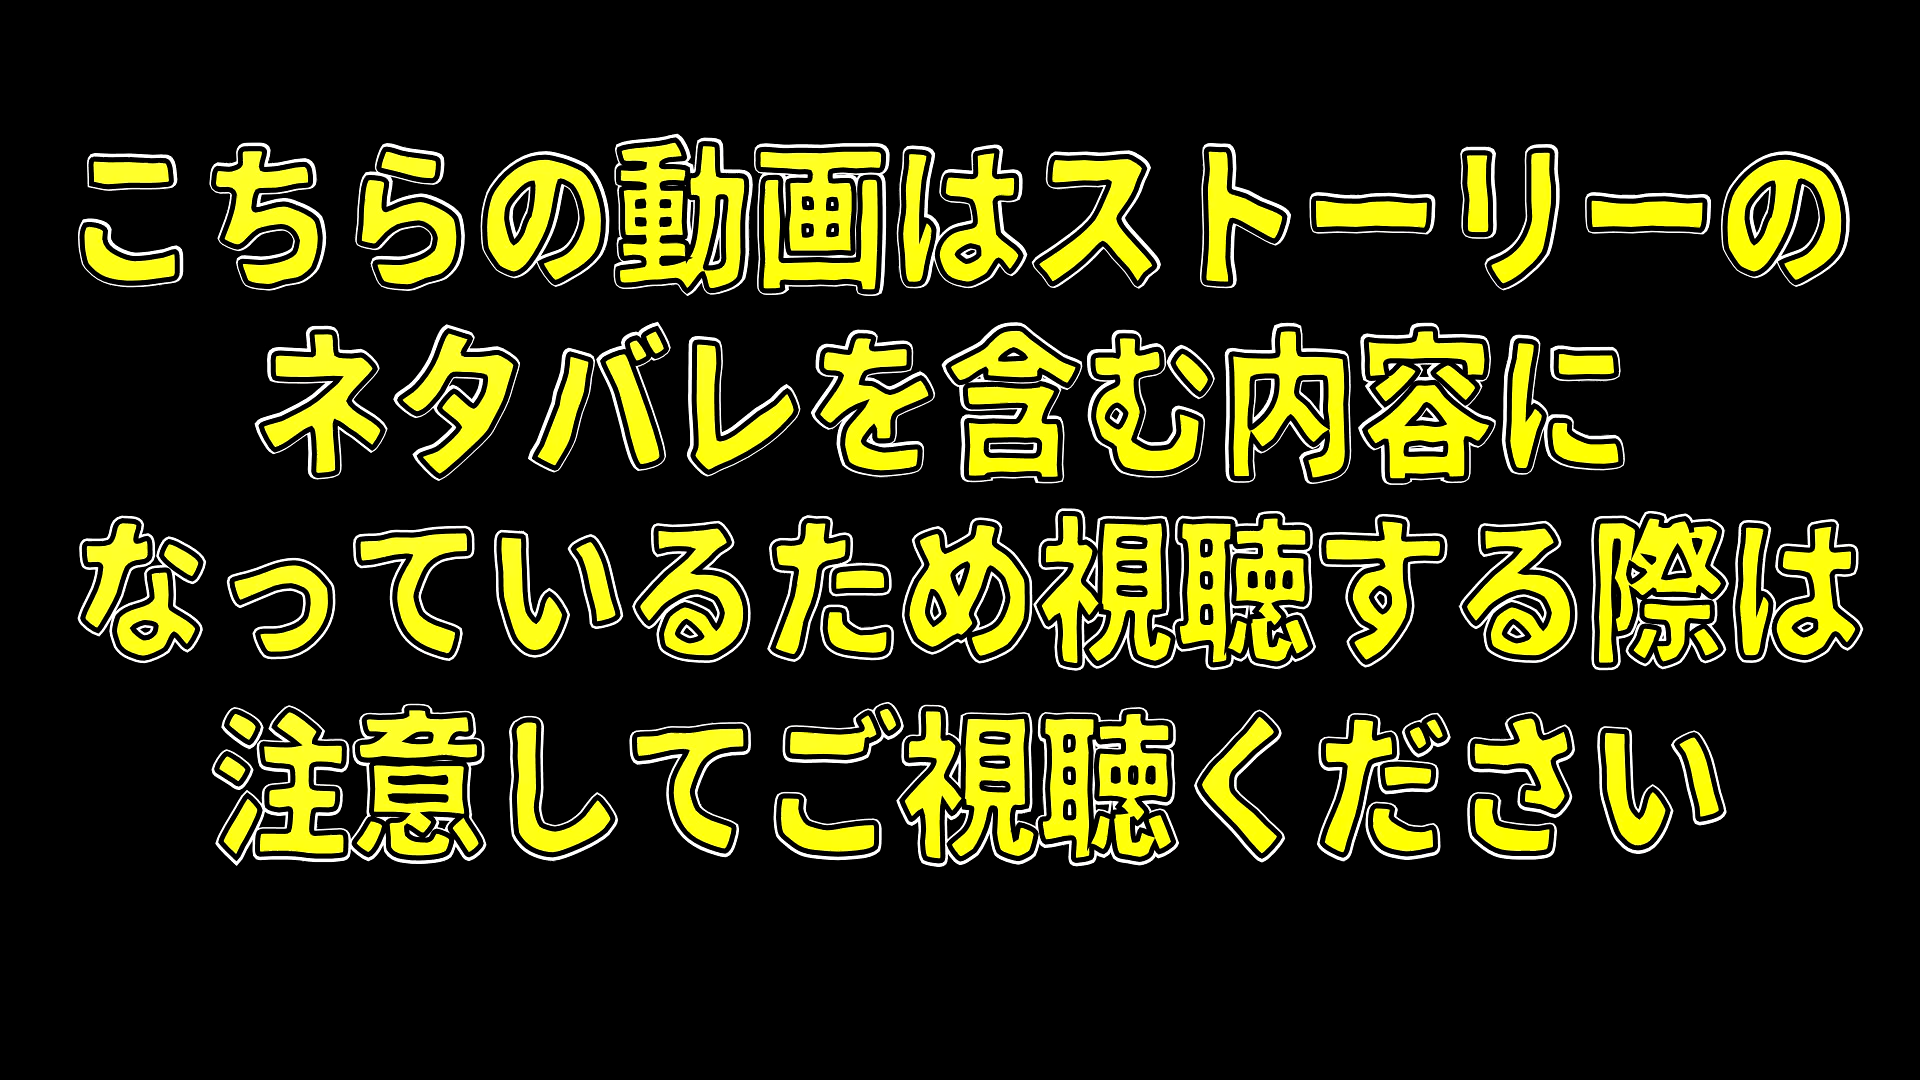 こちらの動画はストーリーの
ネタバレを含む内容に
なっているため視聴する際は
注意してご視聴ください